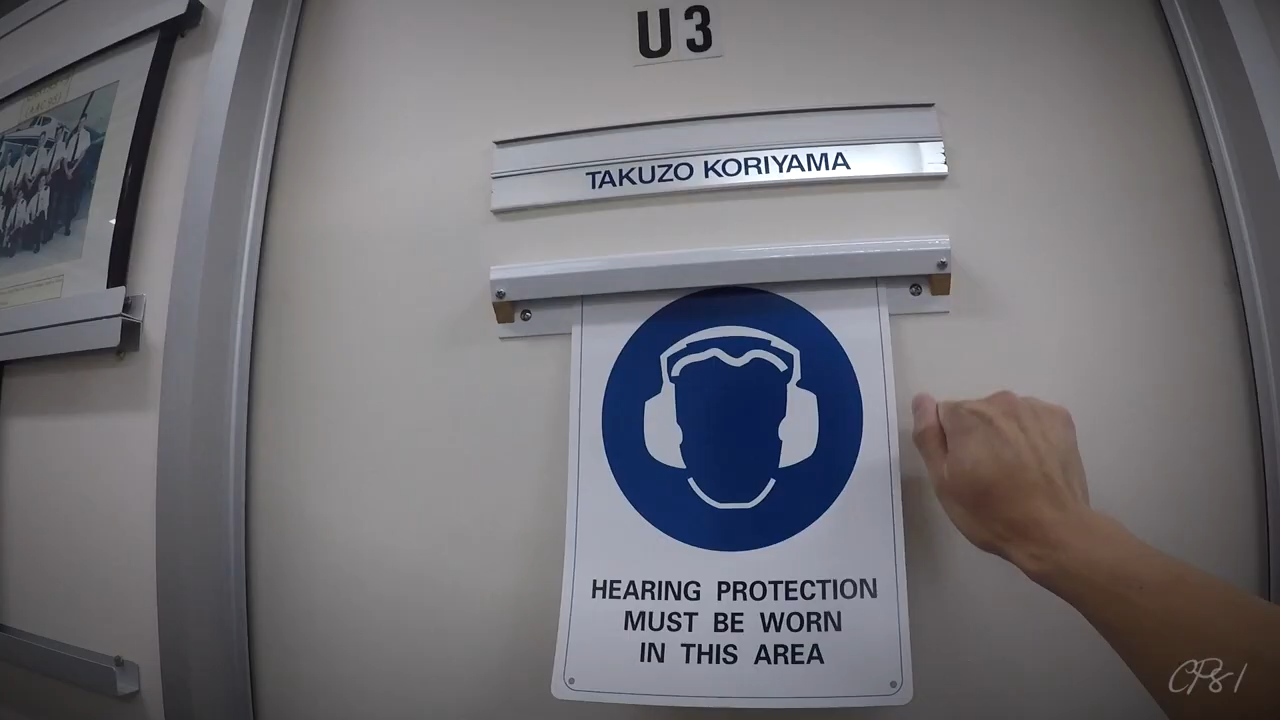 U3
TAKUZO KORIYAMA
HEARING PROTECTION
MUST BE WORN
IN THIS AREA